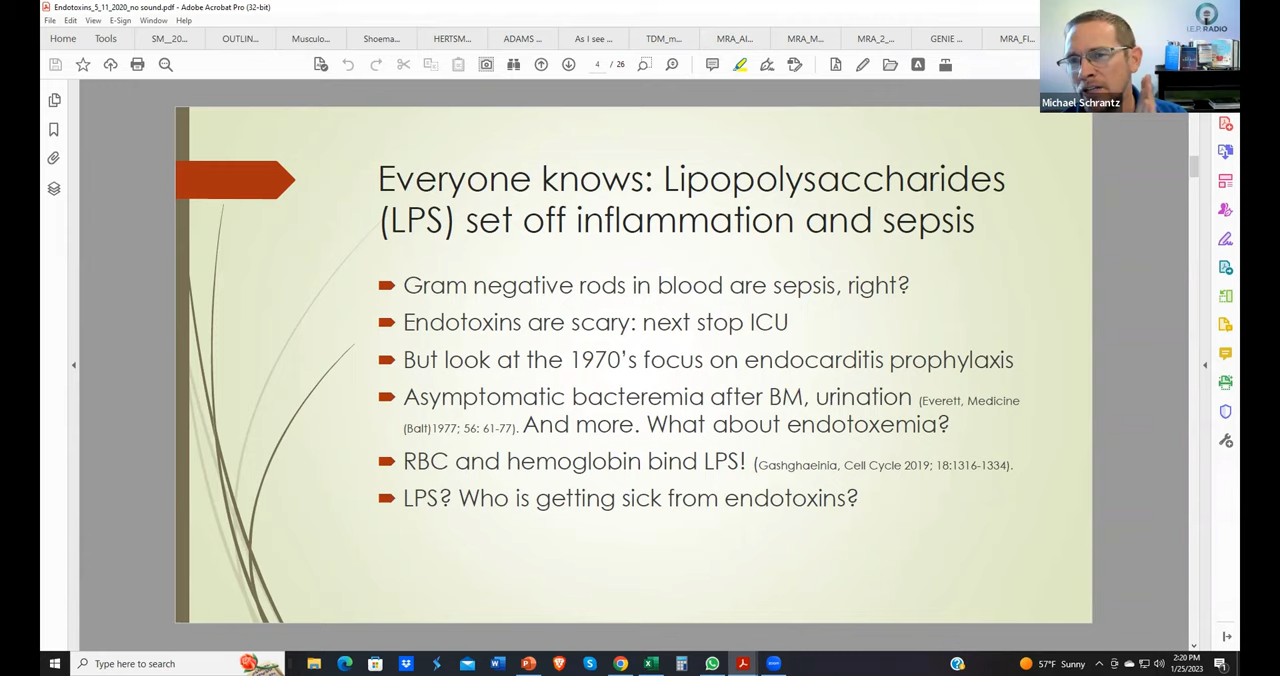 Endotoxins_5_11_2020_no sound.pdf - Adobe Acrobat Pro (32-bit)
File Edit View E-Sign Window Help
Home Tools SM__20... OUTLIN... Musculo... Shoema... HERTSM... ADAMS ... As I see ... TDM_m... MRA_AI... MRA_M... MRA_2_... GENIE ... MRA_FI...
4 / 26
I.E.P. RADIO
Michael Schrantz
Everyone knows: Lipopolysaccharides
(LPS) set off inflammation and sepsis
Gram negative rods in blood are sepsis, right?
Endotoxins are scary: next stop ICU
But look at the 1970's focus on endocarditis prophylaxis
Asymptomatic bacteremia after BM, urination (Everett, Medicine
(Balt)1977; 56: 61-77). And more. What about endotoxemia?
RBC and hemoglobin bind LPS! (Gashghaeinia, Cell Cycle 2019; 18:1316-1334).
LPS? Who is getting sick from endotoxins?
Type here to search
57°F Sunny
2:20 PM
1/25/2023